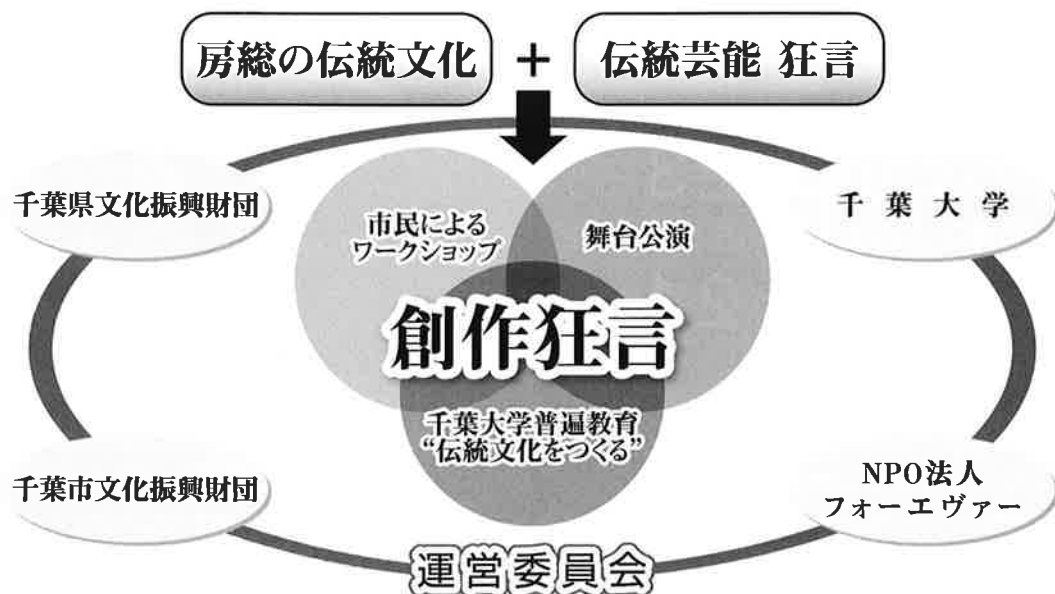 房総の伝統文化 + 伝統芸能 狂言
千葉県文化振興財団
市民による
ワークショップ
舞台公演
千葉大学
創作狂言
千葉大学普遍教育
“伝統文化をつくる”
千葉市文化振興財団
NPO法人
フォーエヴァー
運営委員会